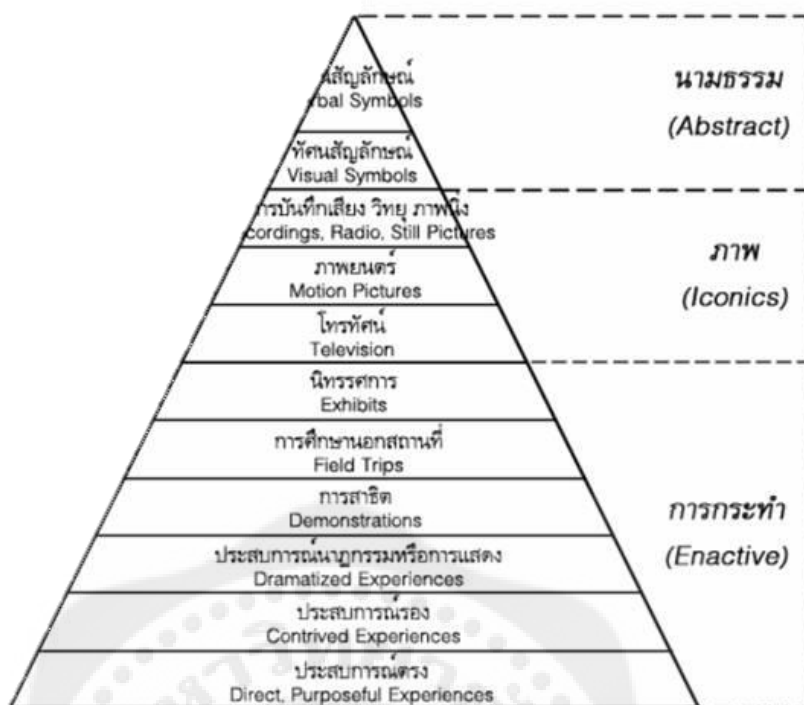 นสัญลักษณ์
rbal Symbols
ทัศนสัญลักษณ์
Visual Symbols
ารบันทึกเสียง วิทยุ ภาพนิ่ง
cordings, Radio, Still Pictures
ภาพยนตร์
Motion Pictures
โทรทัศน์
Television
นิทรรศการ
Exhibits
การศึกษานอกสถานที่
Field Trips
การสาธิต
Demonstrations
ประสบการณ์นาฏกรรมหรือการแสดง
Dramatized Experiences
ประสบการณ์รอง
Contrived Experiences
ประสบการณ์ตรง
Direct, Purposeful Experiences
นามธรรม
(Abstract)
ภาพ
(Iconics)
การกระทำ
(Enactive)